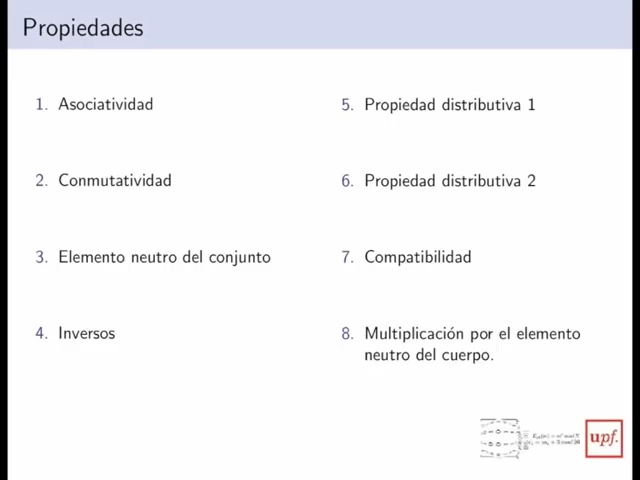 Propiedades
1. Asociatividad
2. Conmutatividad
3. Elemento neutro del conjunto
4. Inversos
5. Propiedad distributiva 1
6. Propiedad distributiva 2
7. Compatibilidad
8. Multiplicación por el elemento
neutro del cuerpo.
upf.